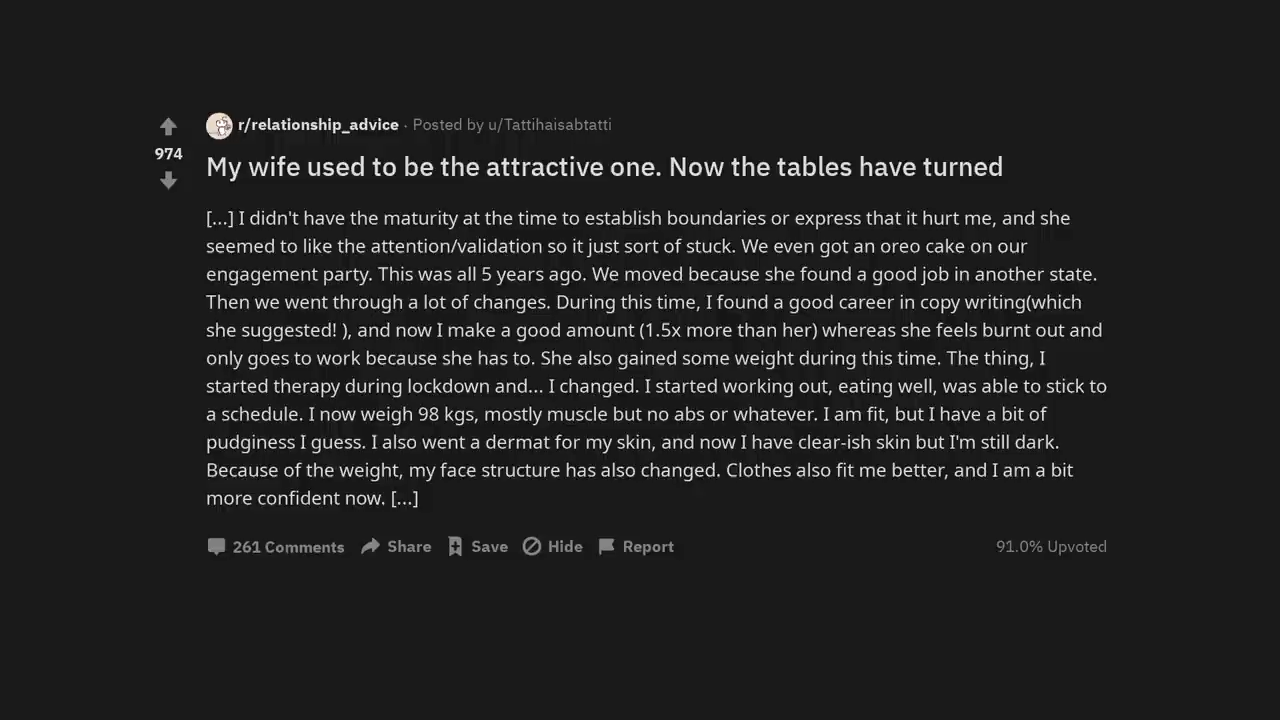 r/relationship_advice · Posted by u/Tattihaisabtatti
974
My wife used to be the attractive one. Now the tables have turned
[...] I didn't have the maturity at the time to establish boundaries or express that it hurt me, and she
seemed to like the attention/validation so it just sort of stuck. We even got an oreo cake on our
engagement party. This was all 5 years ago. We moved because she found a good job in another state.
Then we went through a lot of changes. During this time, I found a good career in copy writing(which
she suggested! ), and now I make a good amount (1.5x more than her) whereas she feels burnt out and
only goes to work because she has to. She also gained some weight during this time. The thing, I
started therapy during lockdown and... I changed. I started working out, eating well, was able to stick to
a schedule. I now weigh 98 kgs, mostly muscle but no abs or whatever. I am fit, but I have a bit of
pudginess I guess. I also went a dermat for my skin, and now I have clear-ish skin but I'm still dark.
Because of the weight, my face structure has also changed. Clothes also fit me better, and I am a bit
more confident now. [...]
261 Comments Share Save Hide Report 91.0% Upvoted